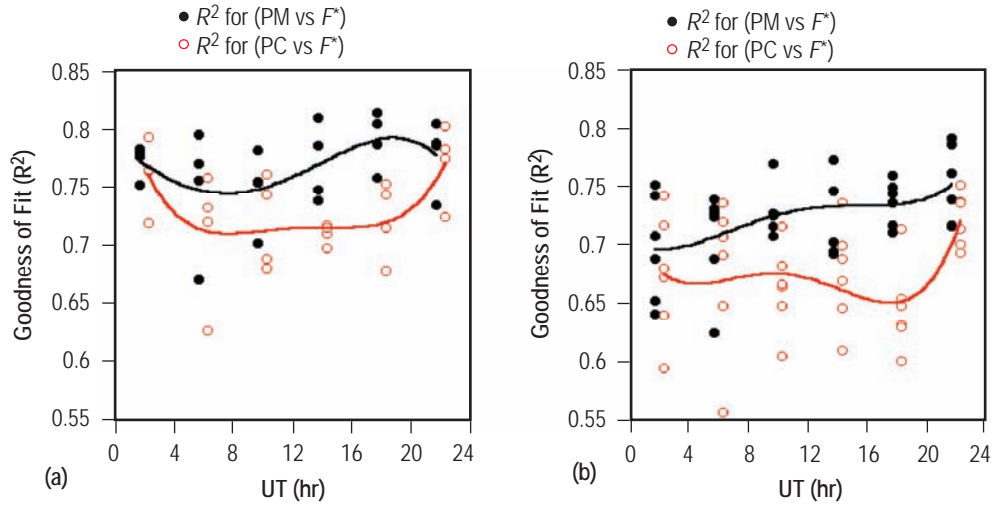 ● R² for (PM vs F*)
○ R² for (PC vs F*)
0.85
0.8
0.75
0.7
0.65
0.6
0.55
Goodness of Fit (R²)
0 4 8 12 16 20 24
(a)
UT (hr)
● R² for (PM vs F*)
○ R² for (PC vs F*)
0.85
0.8
0.75
0.7
0.65
0.6
0.55
Goodness of Fit (R²)
0 4 8 12 16 20 24
(b)
UT (hr)